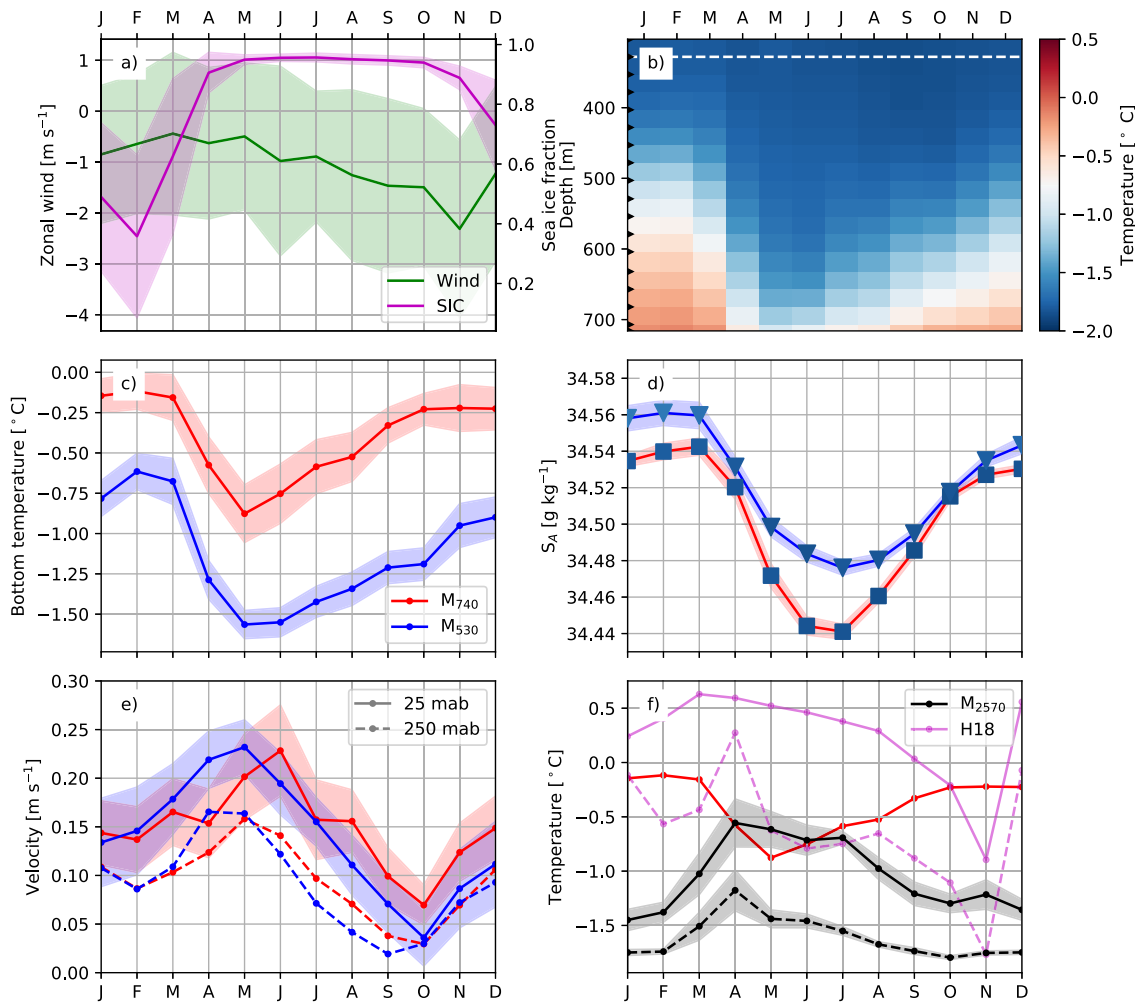 J F M A M J J A S O N D
J F M A M J J A S O N D
a)
1
0
−1
−2
−3
−4
Zonal wind [m s⁻¹]
1.0
0.8
0.6
0.4
0.2
Sea ice fraction
Depth [m]
Wind
SIC
b)
400
500
600
700
0.5
0.0
−0.5
−1.0
−1.5
−2.0
Temperature [ ° C]
c)
0.00
−0.25
−0.50
−0.75
−1.00
−1.25
−1.50
Bottom temperature [ ° C]
M₇₄₀
M₅₃₀
d)
34.58
34.56
34.54
34.52
34.50
34.48
34.46
34.44
S_A [g kg⁻¹]
e)
0.30
0.25
0.20
0.15
0.10
0.05
0.00
Velocity [m s⁻¹]
25 mab
250 mab
f)
0.5
0.0
−0.5
−1.0
−1.5
Temperature [ ° C]
M₂₅₇₀
H18
J F M A M J J A S O N D
J F M A M J J A S O N D